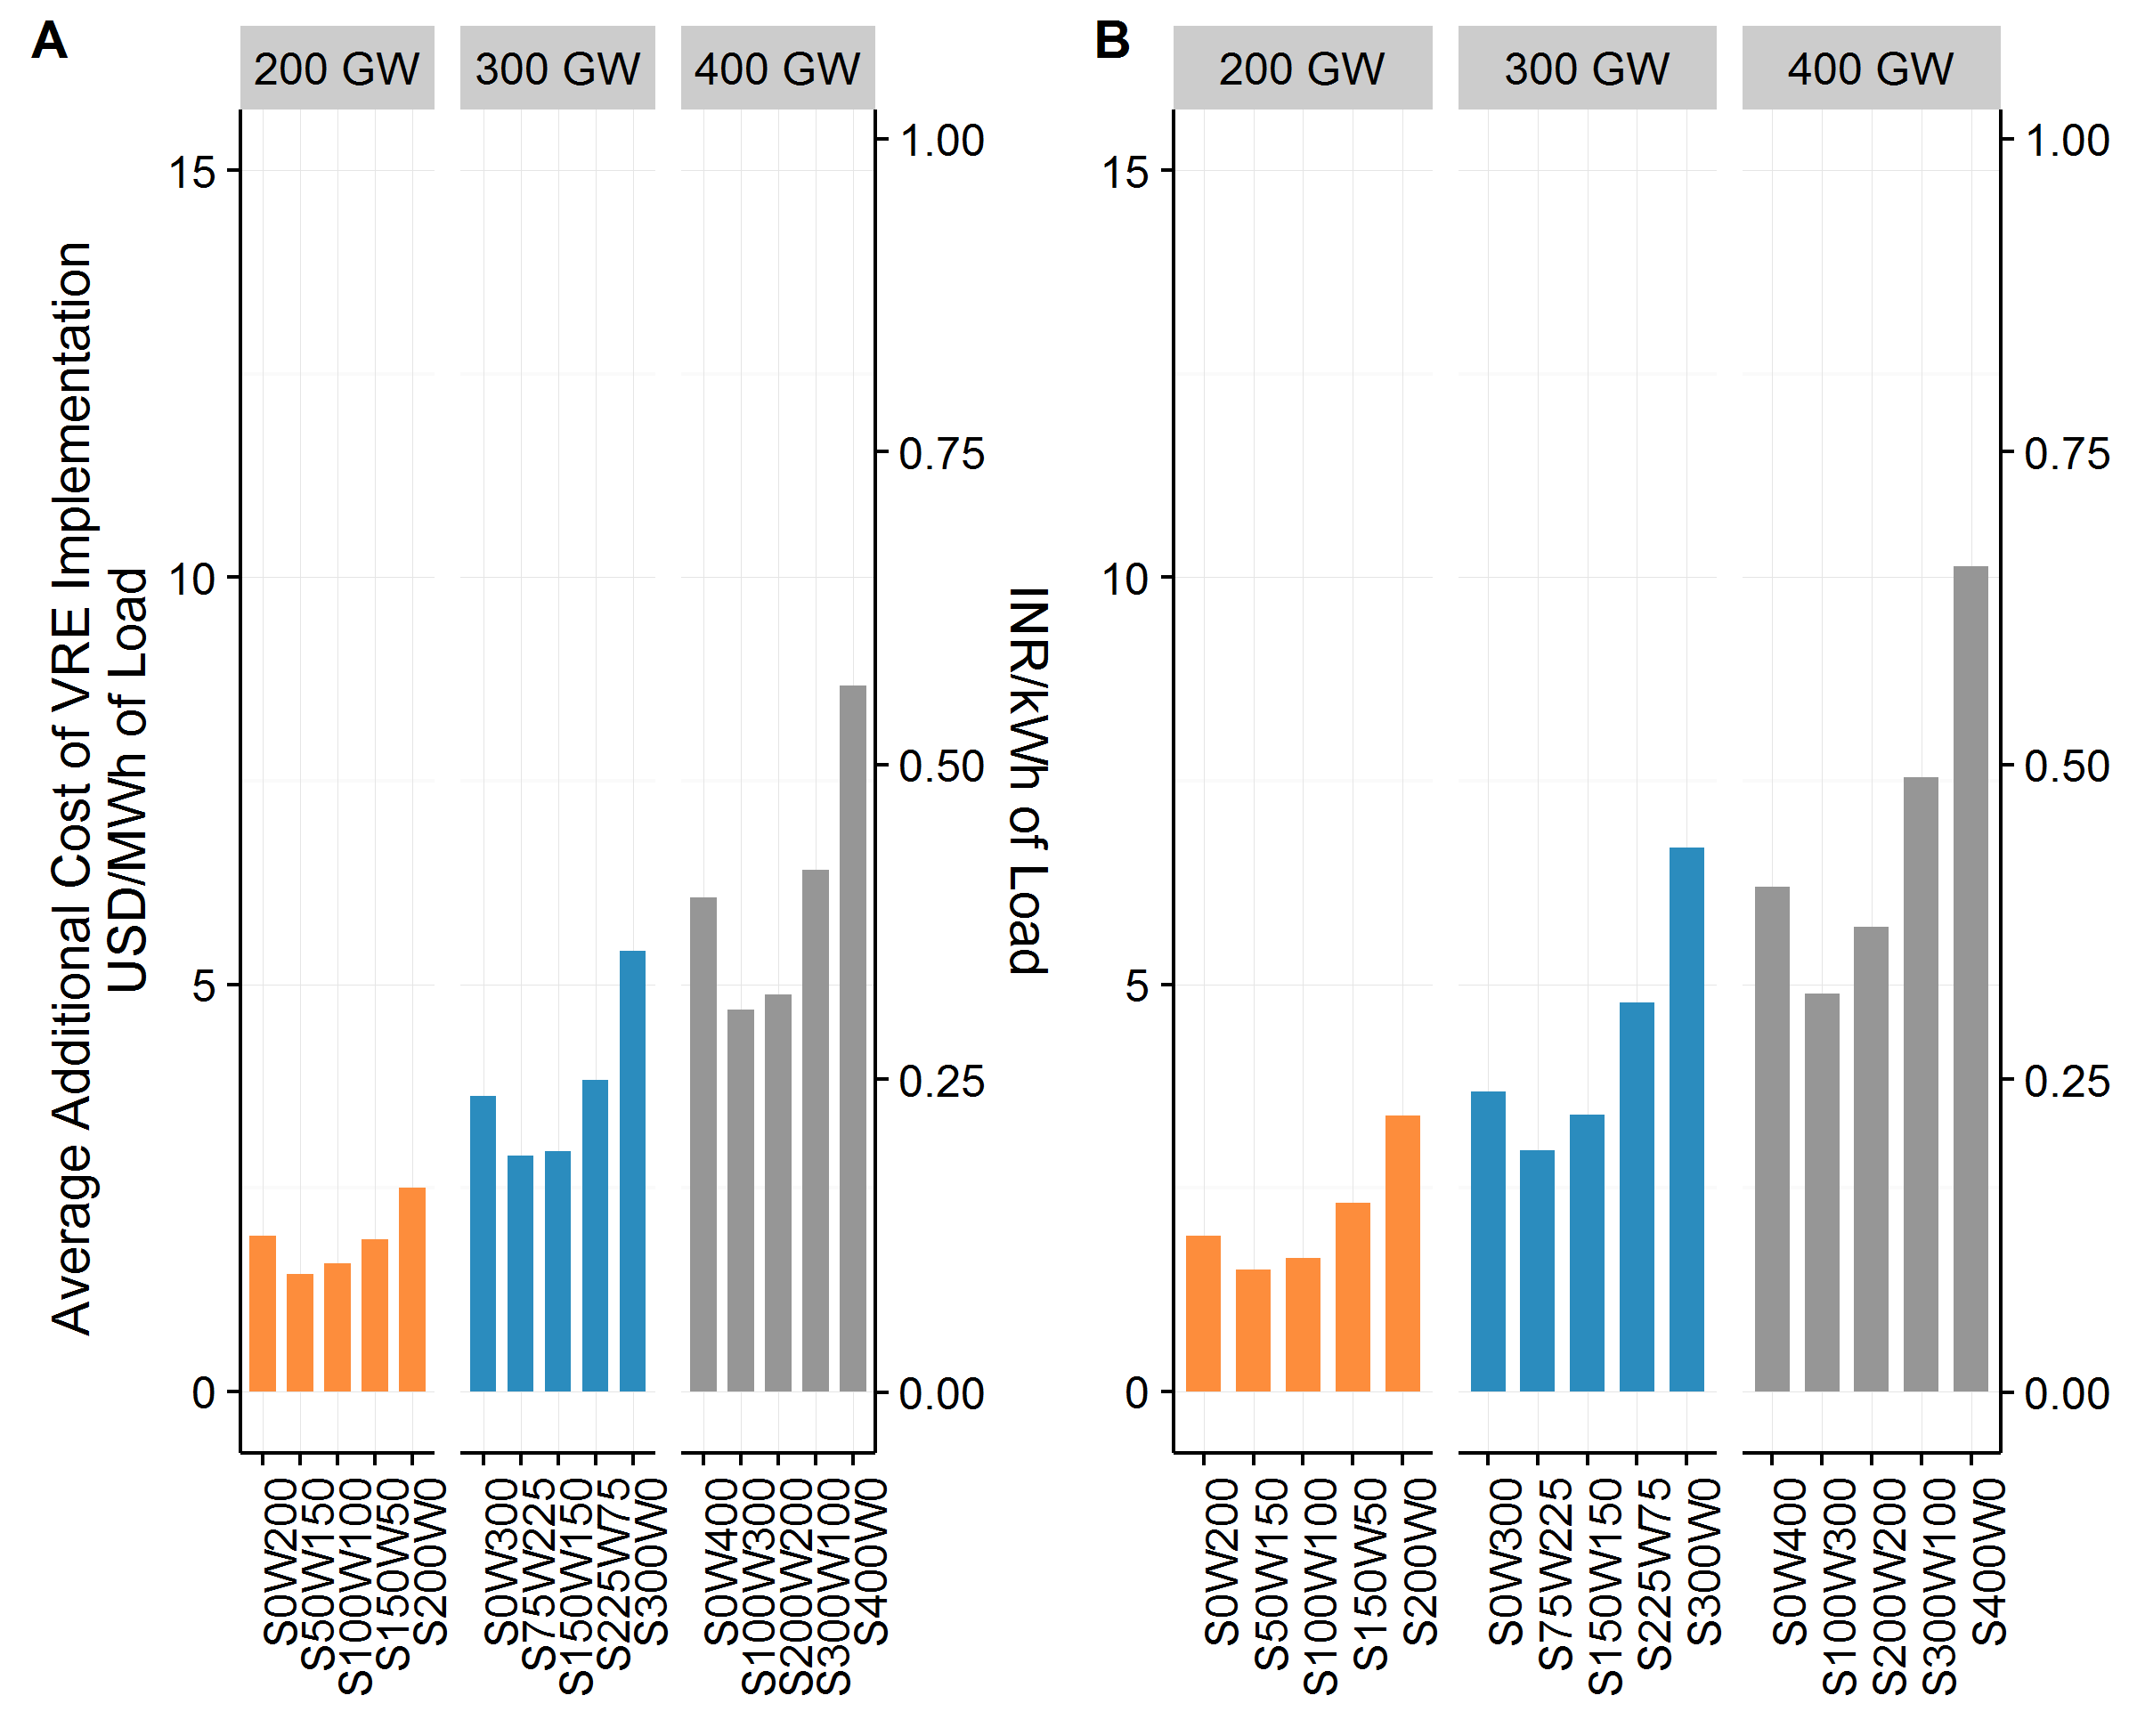 A
200 GW
300 GW
400 GW
Average Additional Cost of VRE Implementation
USD/MWh of Load
15
10
5
0
1.00
0.75
0.50
0.25
0.00
INR/kWh of Load
S0W200
S50W150
S100W100
S150W50
S200W0
S0W300
S75W225
S150W150
S225W75
S300W0
S0W400
S100W300
S200W200
S300W100
S400W0
B
200 GW
300 GW
400 GW
15
10
5
0
1.00
0.75
0.50
0.25
0.00
S0W200
S50W150
S100W100
S150W50
S200W0
S0W300
S75W225
S150W150
S225W75
S300W0
S0W400
S100W300
S200W200
S300W100
S400W0